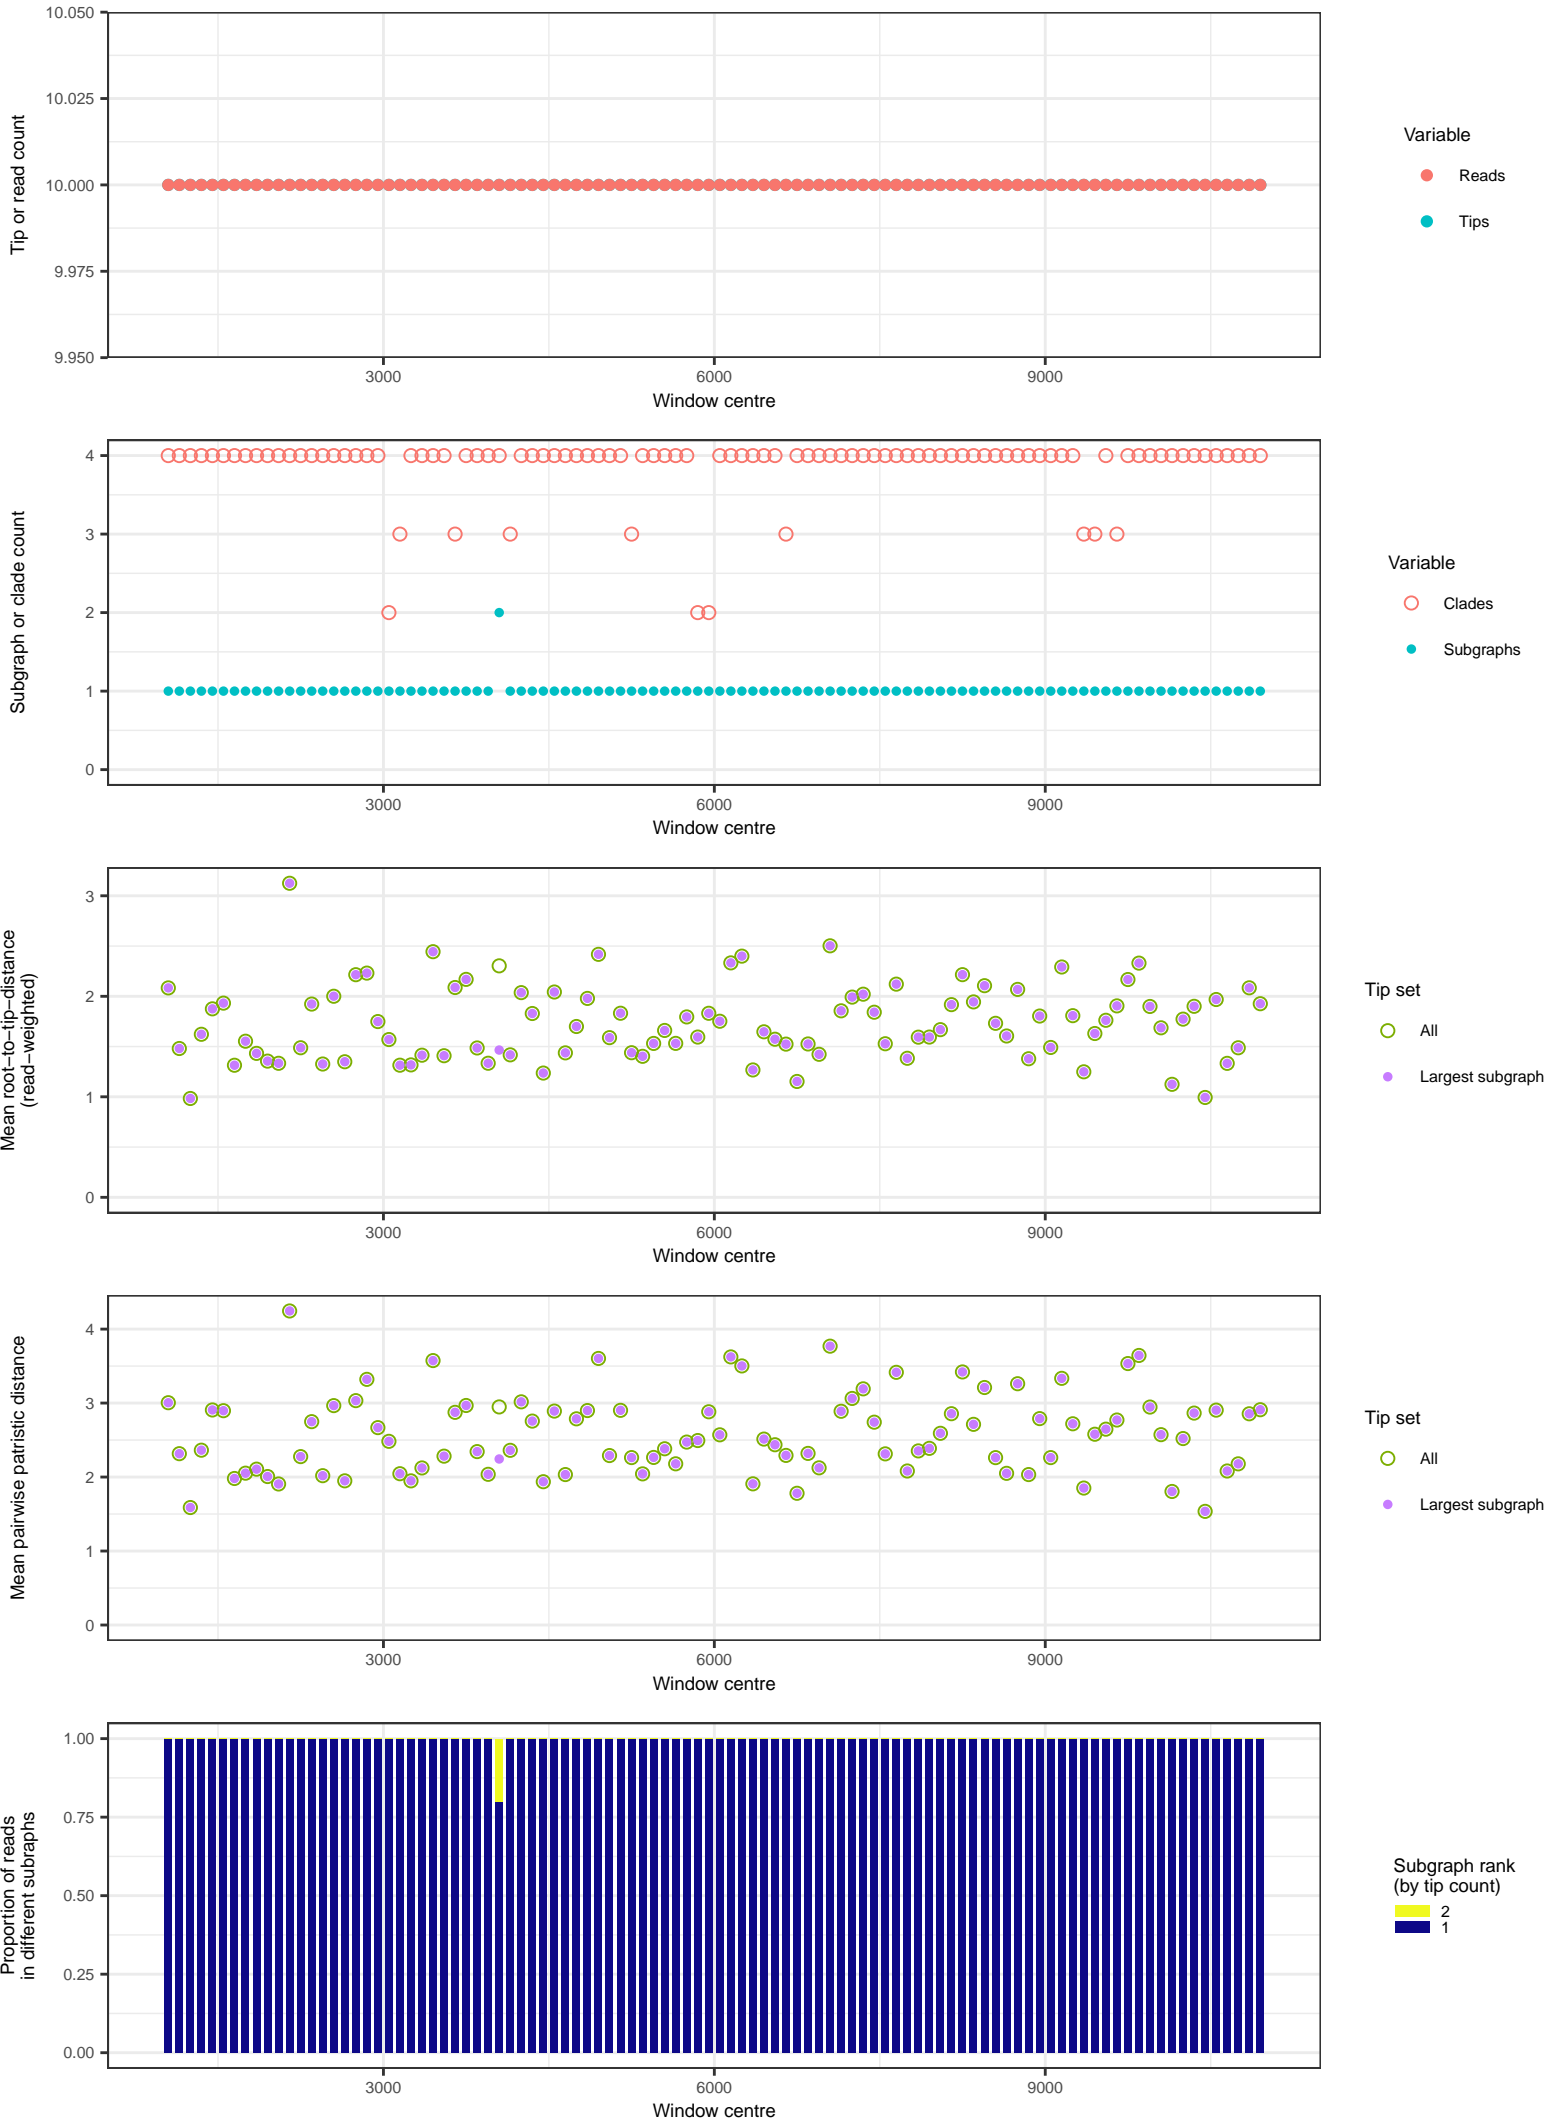 10.050
10.025
10.000
9.975
9.950
Tip or read count
3000 6000 9000
Window centre
Variable
Reads
Tips
4
3
2
1
0
Subgraph or clade count
3000 6000 9000
Window centre
Variable
Clades
Subgraphs
3
2
1
0
Mean root−to−tip−distance
(read−weighted)
3000 6000 9000
Window centre
Tip set
All
Largest subgraph
4
3
2
1
0
Mean pairwise patristic distance
3000 6000 9000
Window centre
Tip set
All
Largest subgraph
1.00
0.75
0.50
0.25
0.00
Proportion of reads
in different subraphs
3000 6000 9000
Window centre
Subgraph rank
(by tip count)
2
1